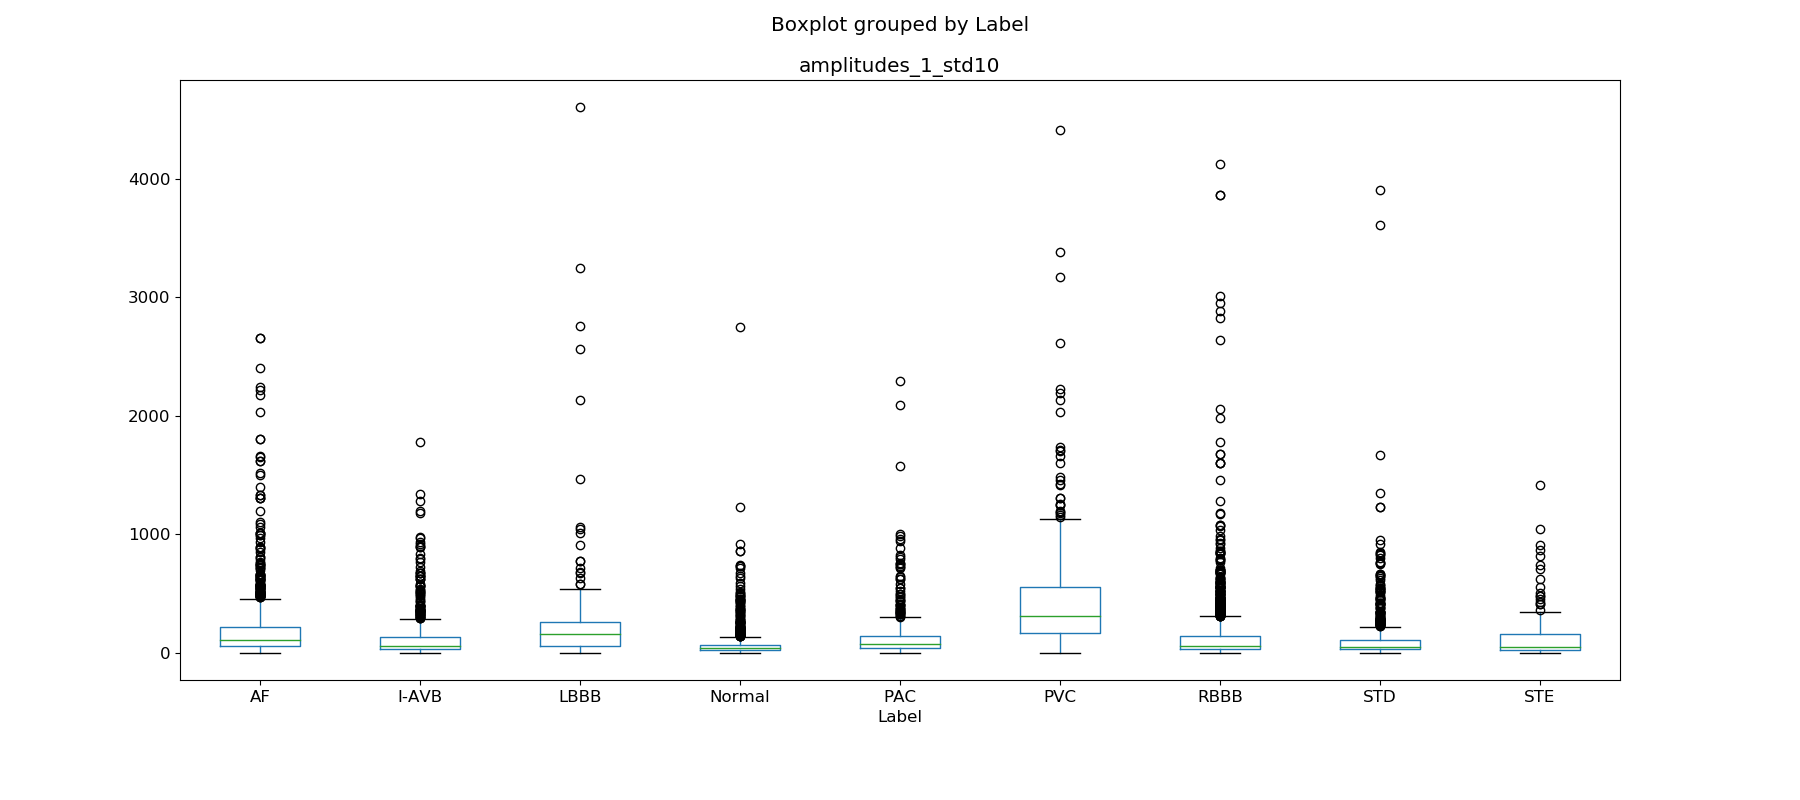 Boxplot grouped by Label
amplitudes_1_std10
4000
3000
2000
1000
0
AF I-AVB LBBB Normal PAC PVC RBBB STD STE
Label